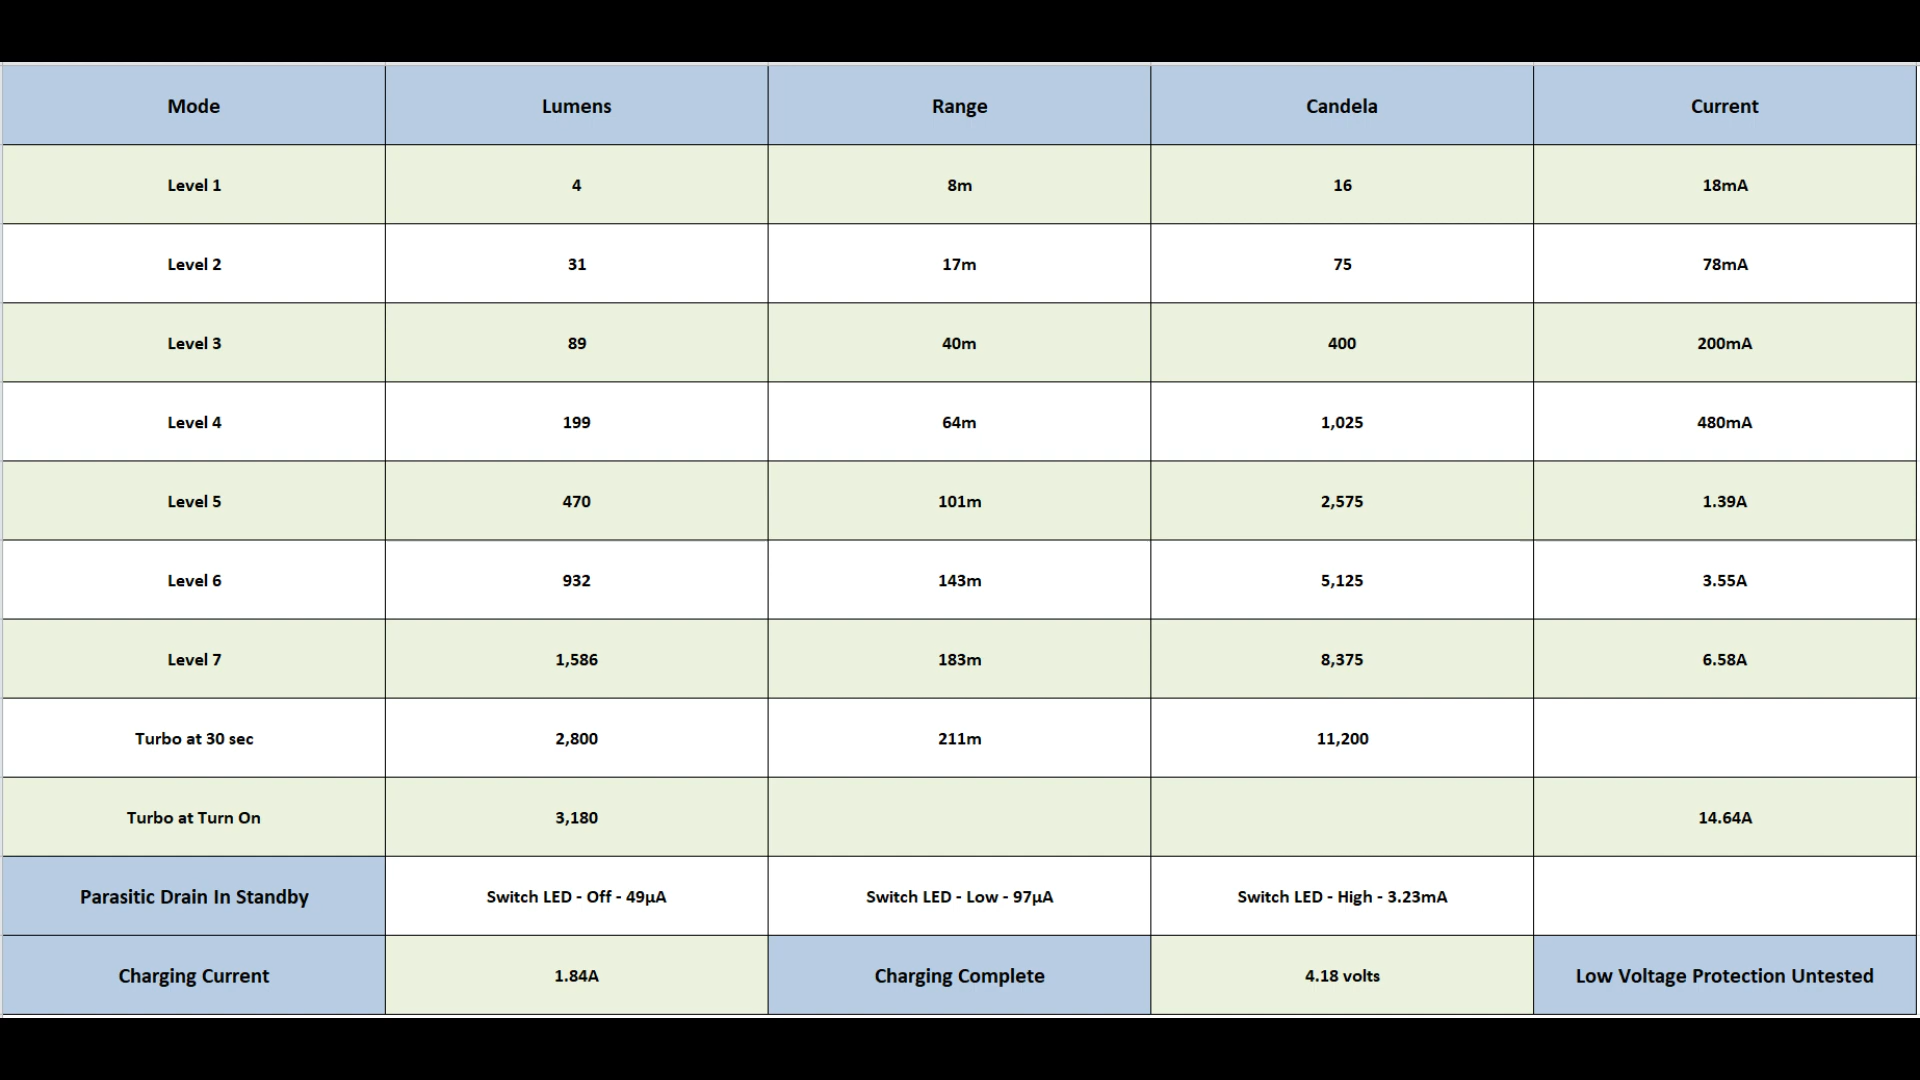 Mode Lumens Range Candela Current
Level 1 4 8m 16 18mA
Level 2 31 17m 75 78mA
Level 3 89 40m 400 200mA
Level 4 199 64m 1,025 480mA
Level 5 470 101m 2,575 1.39A
Level 6 932 143m 5,125 3.55A
Level 7 1,586 183m 8,375 6.58A
Turbo at 30 sec 2,800 211m 11,200
Turbo at Turn On 3,180 14.64A
Parasitic Drain In Standby Switch LED - Off - 49µA Switch LED - Low - 97µA Switch LED - High - 3.23mA
Charging Current 1.84A Charging Complete 4.18 volts Low Voltage Protection Untested